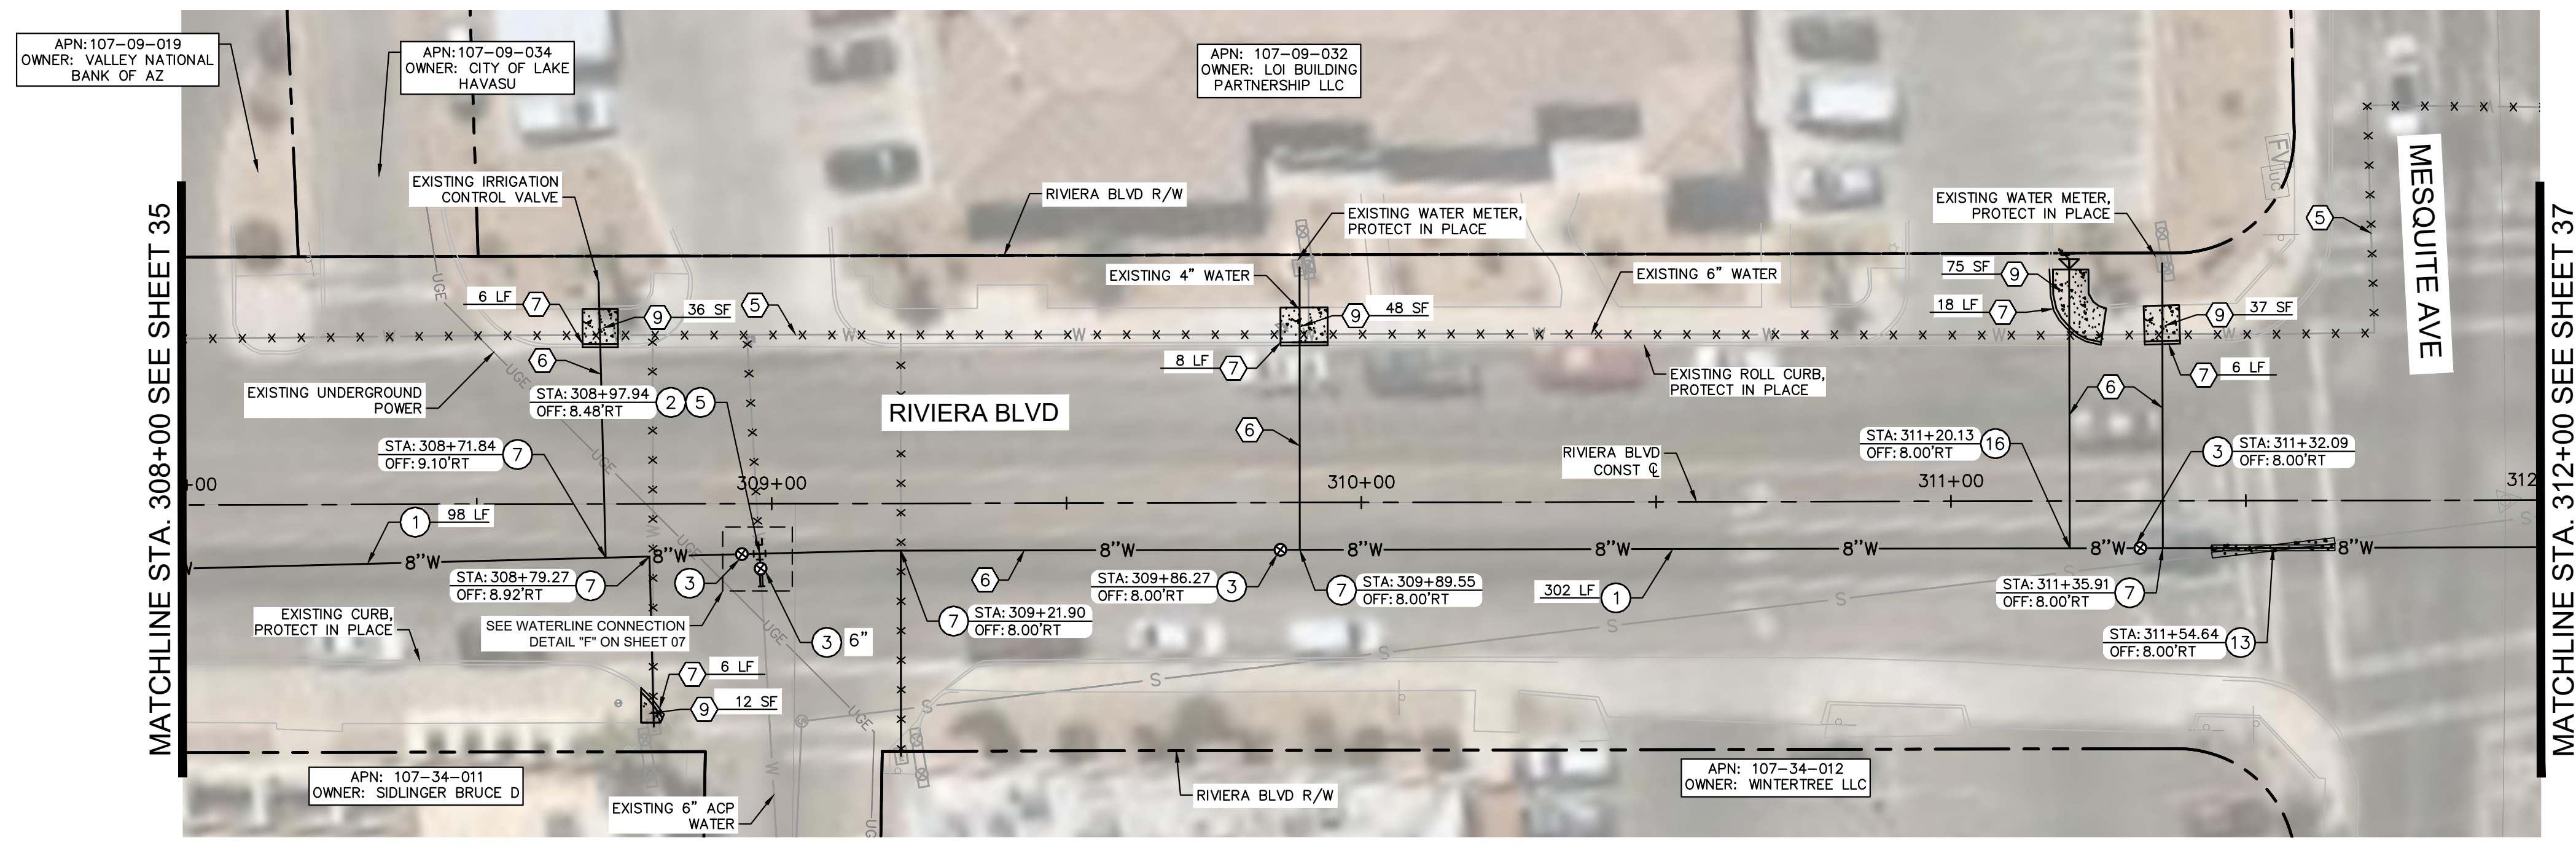 APN:107-09-019
OWNER: VALLEY NATIONAL
BANK OF AZ
APN:107-09-034
OWNER: CITY OF LAKE
HAVASU
APN: 107-09-032
OWNER: LOI BUILDING
PARTNERSHIP LLC
EXISTING IRRIGATION
CONTROL VALVE
RIVIERA BLVD R/W
EXISTING WATER METER,
PROTECT IN PLACE
EXISTING WATER METER,
PROTECT IN PLACE
FV
UC
5
MESQUITE AVE
MATCHLINE STA. 308+00 SEE SHEET 35
MATCHLINE STA. 312+00 SEE SHEET 37
UGE
6 LF
7
9
36 SF
5
EXISTING 4" WATER
9
48 SF
EXISTING 6" WATER
75 SF
9
18 LF
7
9
37 SF
W
W
W
W
W
W
W
6
8 LF
7
EXISTING ROLL CURB,
PROTECT IN PLACE
7
6 LF
EXISTING UNDERGROUND
POWER
UGE
STA: 308+97.94
OFF: 8.48'RT
2
5
RIVIERA BLVD
6
6
STA: 308+71.84
OFF: 9.10'RT
7
UGE
RIVIERA BLVD
CONST ℄
STA: 311+20.13
OFF: 8.00'RT
16
3
STA: 311+32.09
OFF: 8.00'RT
+00
309+00
310+00
311+00
312
1
98 LF
W
UGE
S
W
8"W
8"W
8"W
8"W
8"W
8"W
8"W
8"W
STA: 308+79.27
OFF: 8.92'RT
7
3
6
STA: 309+86.27
OFF: 8.00'RT
3
7
STA: 309+89.55
OFF: 8.00'RT
302 LF
1
STA: 311+35.91
OFF: 8.00'RT
7
S
S
S
S
S
EXISTING CURB,
PROTECT IN PLACE
SEE WATERLINE CONNECTION
DETAIL "F" ON SHEET 07
UGE
3
6"
7
STA: 309+21.90
OFF: 8.00'RT
STA: 311+54.64
OFF: 8.00'RT
13
7
6 LF
9
12 SF
UGE
W
APN: 107-34-011
OWNER: SIDLINGER BRUCE D
EXISTING 6" ACP
WATER
UG
RIVIERA BLVD R/W
APN: 107-34-012
OWNER: WINTERTREE LLC